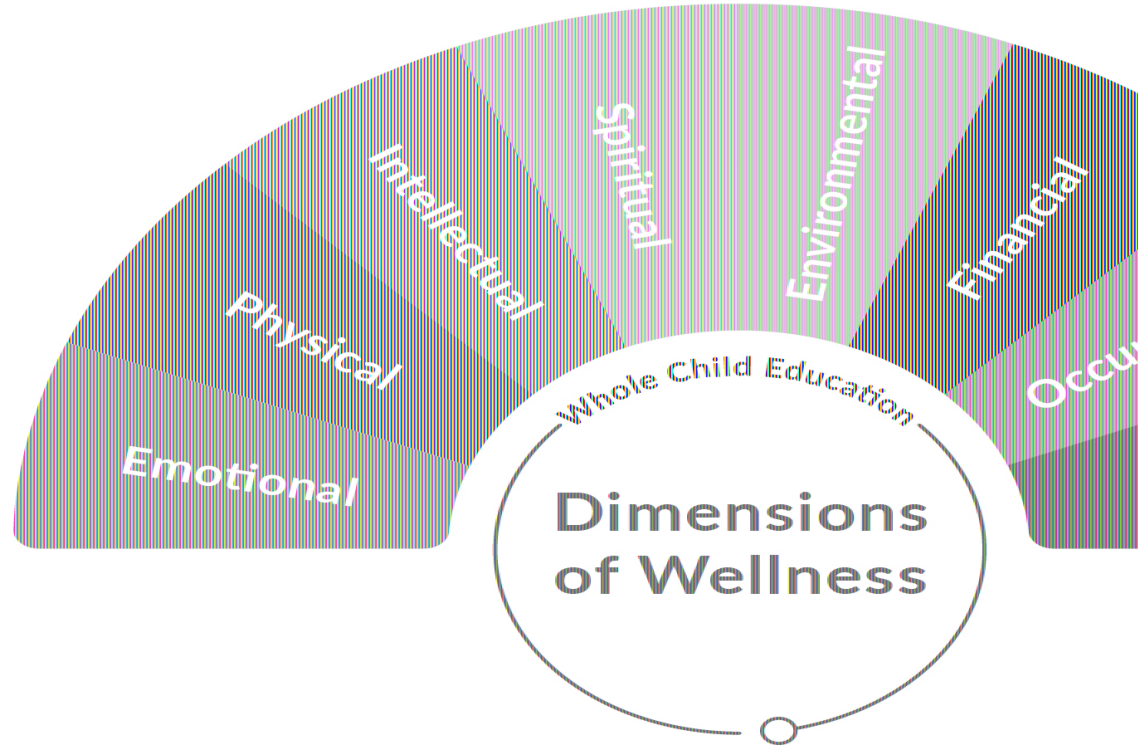 Emotional
Physical
Intellectual
Spiritual
Environmental
Financial
Whole Child Education
Dimensions
of Wellness